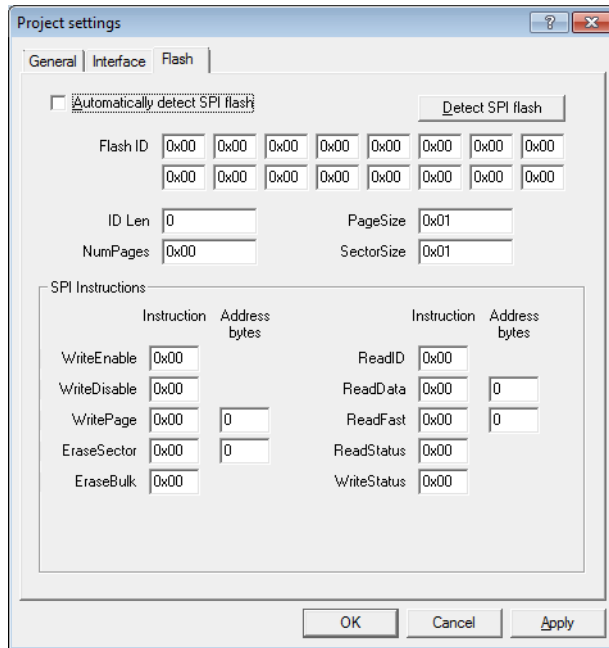 Project settings
General Interface Flash
Automatically detect SPI flash Detect SPI flash
Flash ID 0x00 0x00 0x00 0x00 0x00 0x00 0x00 0x00
0x00 0x00 0x00 0x00 0x00 0x00 0x00 0x00
ID Len 0 PageSize 0x01
NumPages 0x00 SectorSize 0x01
SPI Instructions
Instruction Address Instruction Address
bytes bytes
WriteEnable 0x00 ReadID 0x00
WriteDisable 0x00 ReadData 0x00 0
WritePage 0x00 0 ReadFast 0x00 0
EraseSector 0x00 0 ReadStatus 0x00
EraseBulk 0x00 WriteStatus 0x00
OK Cancel Apply